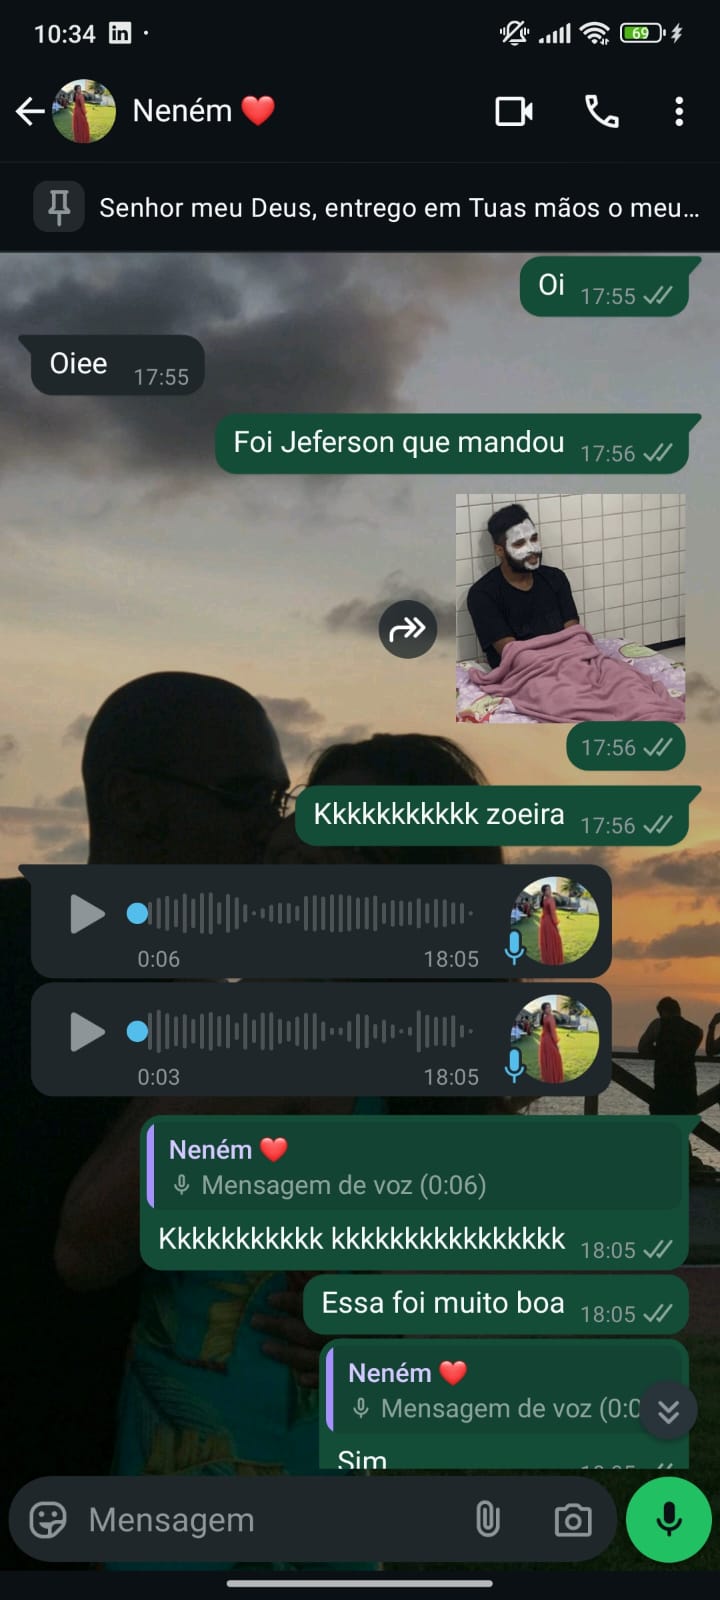 10:34
69
Neném ❤️
Senhor meu Deus, entrego em Tuas mãos o meu...
Oi 17:55
Oiee 17:55
Foi Jeferson que mandou 17:56
17:56
Kkkkkkkkkkk zoeira 17:56
0:06 18:05
0:03 18:05
Neném ❤️
Mensagem de voz (0:06)
Kkkkkkkkkkk kkkkkkkkkkkkkkkk 18:05
Essa foi muito boa 18:05
Neném ❤️
Mensagem de voz (0:0
Sim
Mensagem